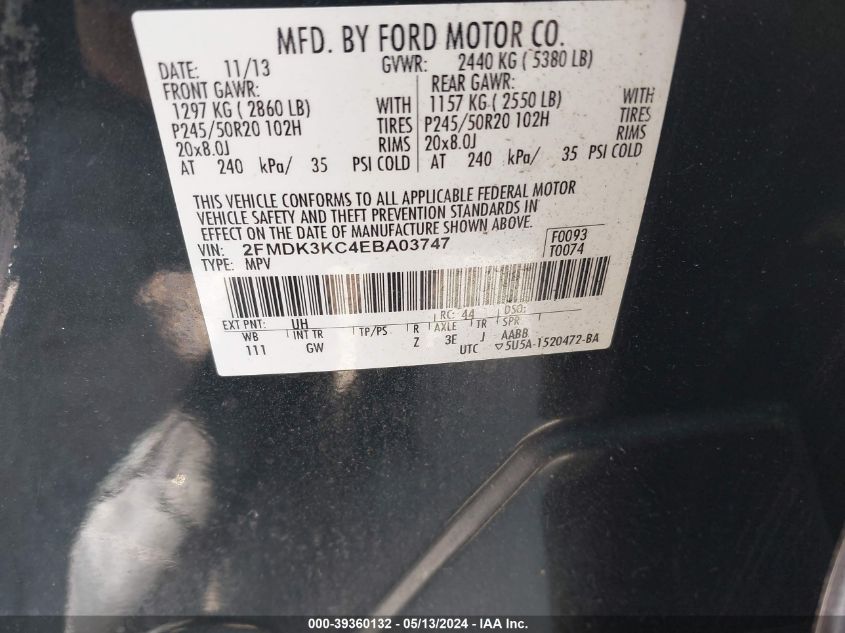 MFD. BY FORD MOTOR CO.
DATE: 11/13 GVWR: 2440 KG ( 5380 LB)
FRONT GAWR: REAR GAWR:
1297 KG ( 2860 LB) WITH 1157 KG ( 2550 LB) WITH
P245/50R20 102H TIRES P245/50R20 102H TIRES
20x8.0J RIMS 20x8.0J RIMS
AT 240 kPa/ 35 PSI COLD AT 240 kPa/ 35 PSI COLD
THIS VEHICLE CONFORMS TO ALL APPLICABLE FEDERAL MOTOR
VEHICLE SAFETY AND THEFT PREVENTION STANDARDS IN
EFFECT ON THE DATE OF MANUFACTURE SHOWN ABOVE.
VIN: 2FMDK3KC4EBA03747 F0093
TYPE: MPV T0074
EXT PNT: UH RC: 44 DSO:
WB INT TR TP/PS R AXLE TR SPR
111 GW Z 3E J AABB
UTC ▽5U5A-1520472-BA
000-39360132 - 05/13/2024 - IAA Inc.